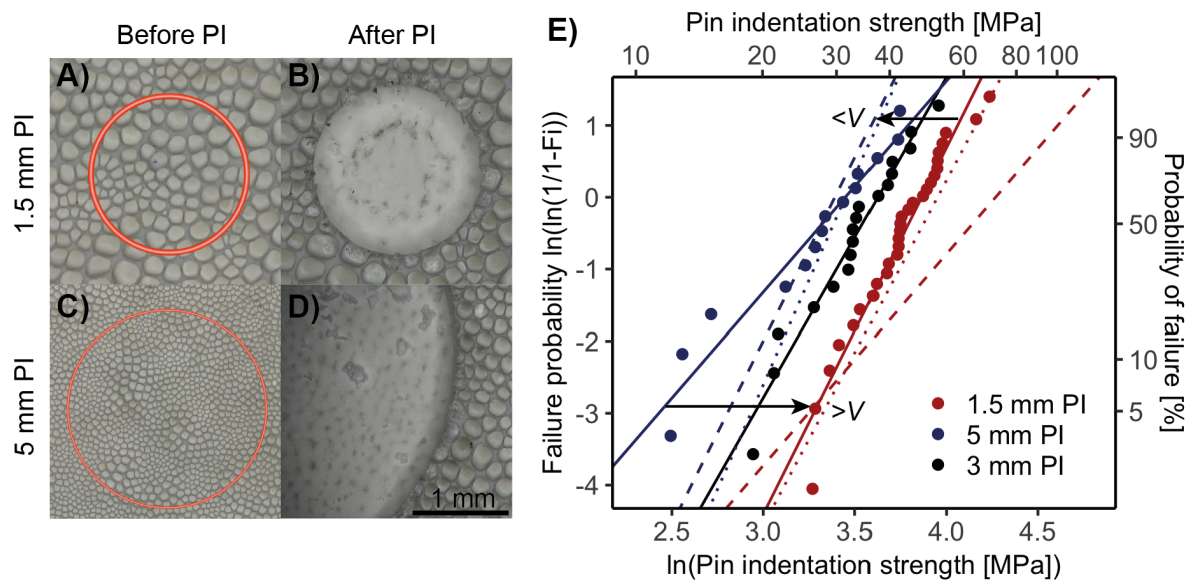 Before PI
After PI
1.5 mm PI
5 mm PI
A)
B)
C)
D)
1 mm
E)
Pin indentation strength [MPa]
10 20 30 40 60 80 100
Failure probability ln(ln(1/1-Fi))
1
0
-1
-2
-3
-4
<V
>V
90
50
10
5
Probability of failure [%]
1.5 mm PI
5 mm PI
3 mm PI
2.5 3.0 3.5 4.0 4.5
ln(Pin indentation strength [MPa])